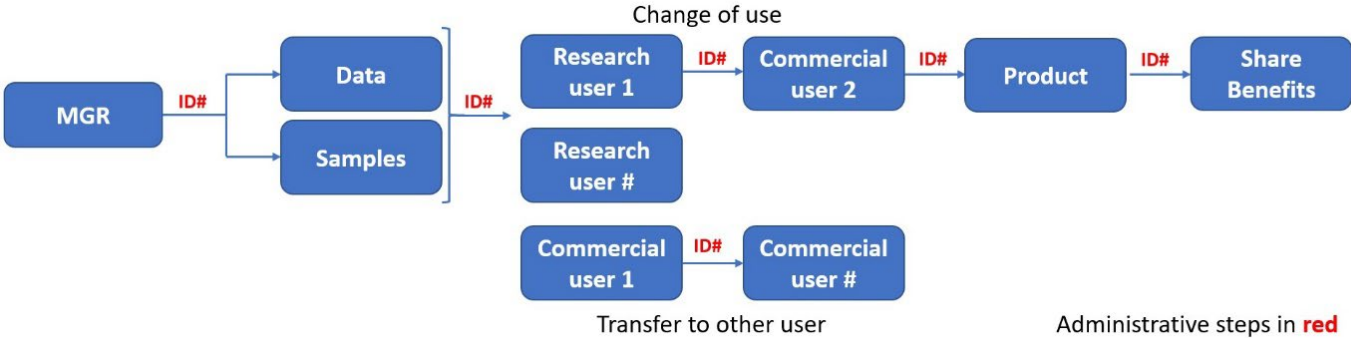 Change of use
MGR
ID#
Data
Samples
ID#
Research
user 1
ID#
Commercial
user 2
ID#
Product
ID#
Share
Benefits
Research
user #
Commercial
user 1
ID#
Commercial
user #
Transfer to other user
Administrative steps in red